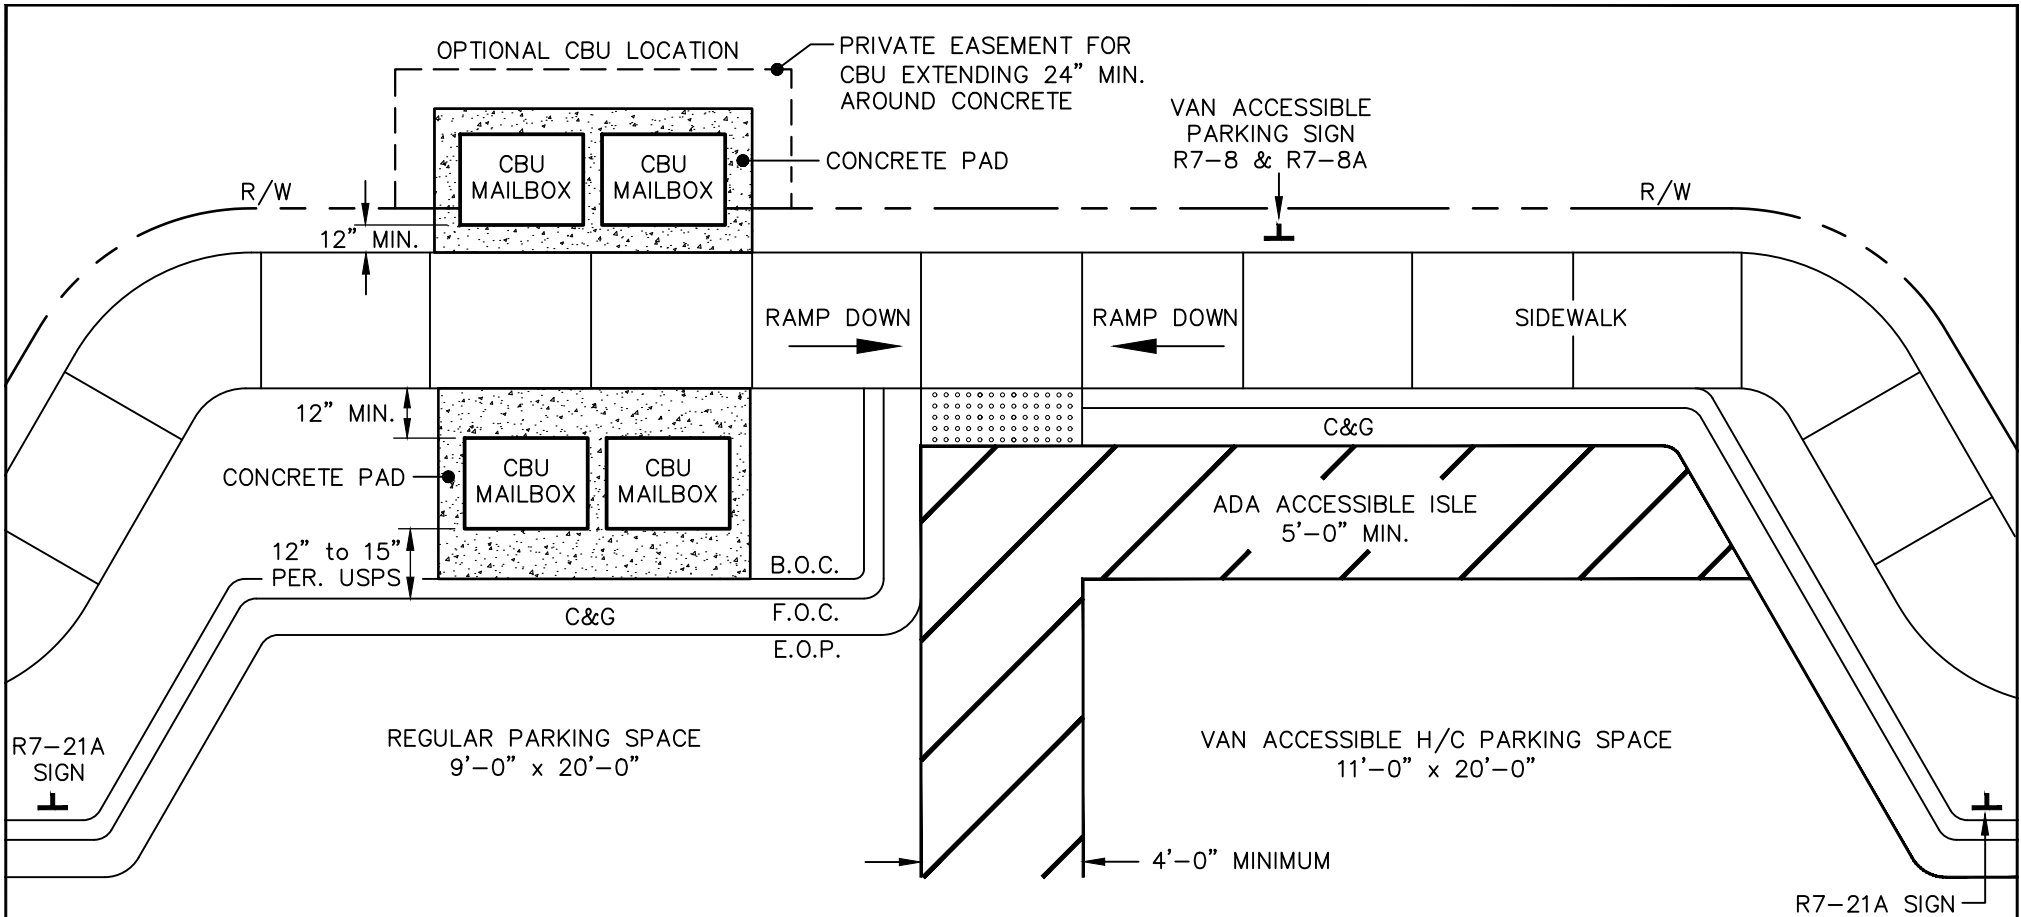 OPTIONAL CBU LOCATION
PRIVATE EASEMENT FOR
CBU EXTENDING 24" MIN.
AROUND CONCRETE
VAN ACCESSIBLE
PARKING SIGN
R7-8 & R7-8A
CBU
MAILBOX
CBU
MAILBOX
CONCRETE PAD
R/W
R/W
12" MIN.
RAMP DOWN
RAMP DOWN
SIDEWALK
12" MIN.
C&G
CONCRETE PAD
CBU
MAILBOX
CBU
MAILBOX
ADA ACCESSIBLE ISLE
5'-0" MIN.
12" to 15"
PER. USPS
B.O.C.
C&G
F.O.C.
E.O.P.
R7-21A
SIGN
REGULAR PARKING SPACE
9'-0" x 20'-0"
VAN ACCESSIBLE H/C PARKING SPACE
11'-0" x 20'-0"
4'-0" MINIMUM
R7-21A SIGN